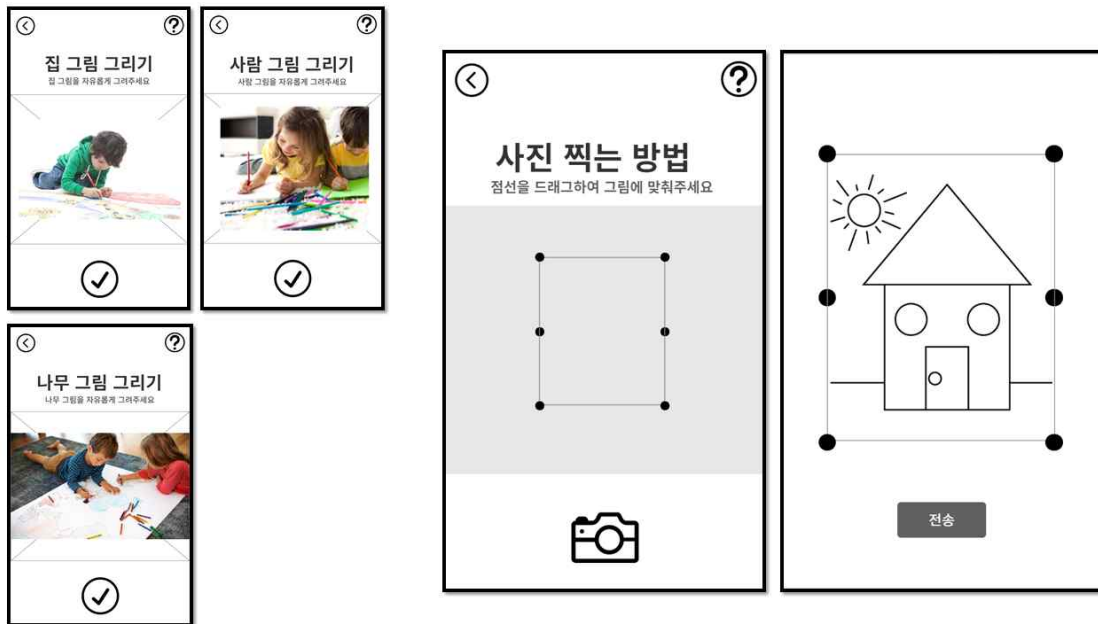 집 그림 그리기
집 그림을 자유롭게 그려주세요
사람 그림 그리기
사람 그림을 자유롭게 그려주세요
나무 그림 그리기
나무 그림을 자유롭게 그려주세요
사진 찍는 방법
점선을 드래그하여 그림에 맞춰주세요
전송